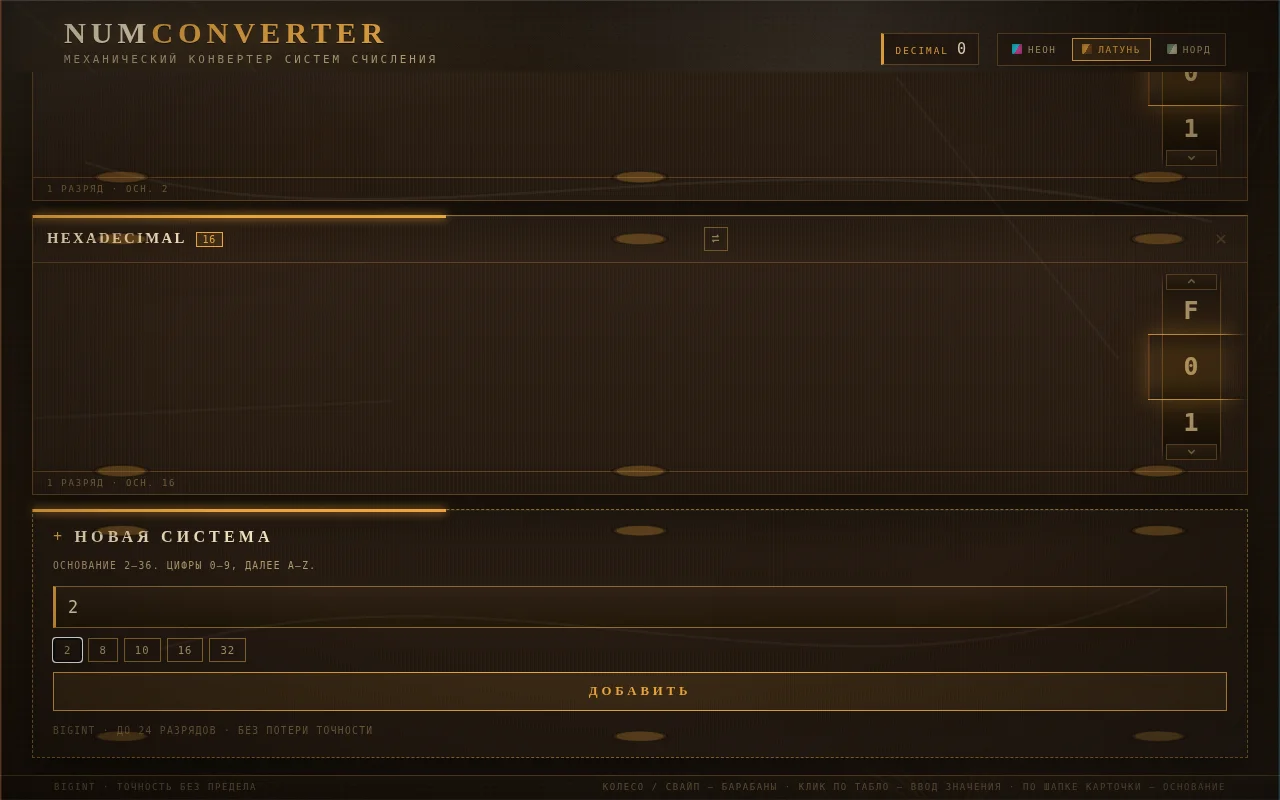 NUMCONVERTER
МЕХАНИЧЕСКИЙ КОНВЕРТЕР СИСТЕМ СЧИСЛЕНИЯ
DECIMAL 0
НЕОН ЛАТУНЬ НОРД
0
1
1 РАЗРЯД · ОСН. 2
HEXADECIMAL 16
F
0
1
1 РАЗРЯД · ОСН. 16
+ НОВАЯ СИСТЕМА
ОСНОВАНИЕ 2–36. ЦИФРЫ 0–9, ДАЛЕЕ A–Z.
2
2 8 10 16 32
ДОБАВИТЬ
BIGINT · ДО 24 РАЗРЯДОВ · БЕЗ ПОТЕРИ ТОЧНОСТИ
BIGINT · ТОЧНОСТЬ БЕЗ ПРЕДЕЛА
КОЛЕСО / СВАЙП — БАРАБАНЫ · КЛИК ПО ТАБЛО — ВВОД ЗНАЧЕНИЯ · ПО ШАПКЕ КАРТОЧКИ — ОСНОВАНИЕ